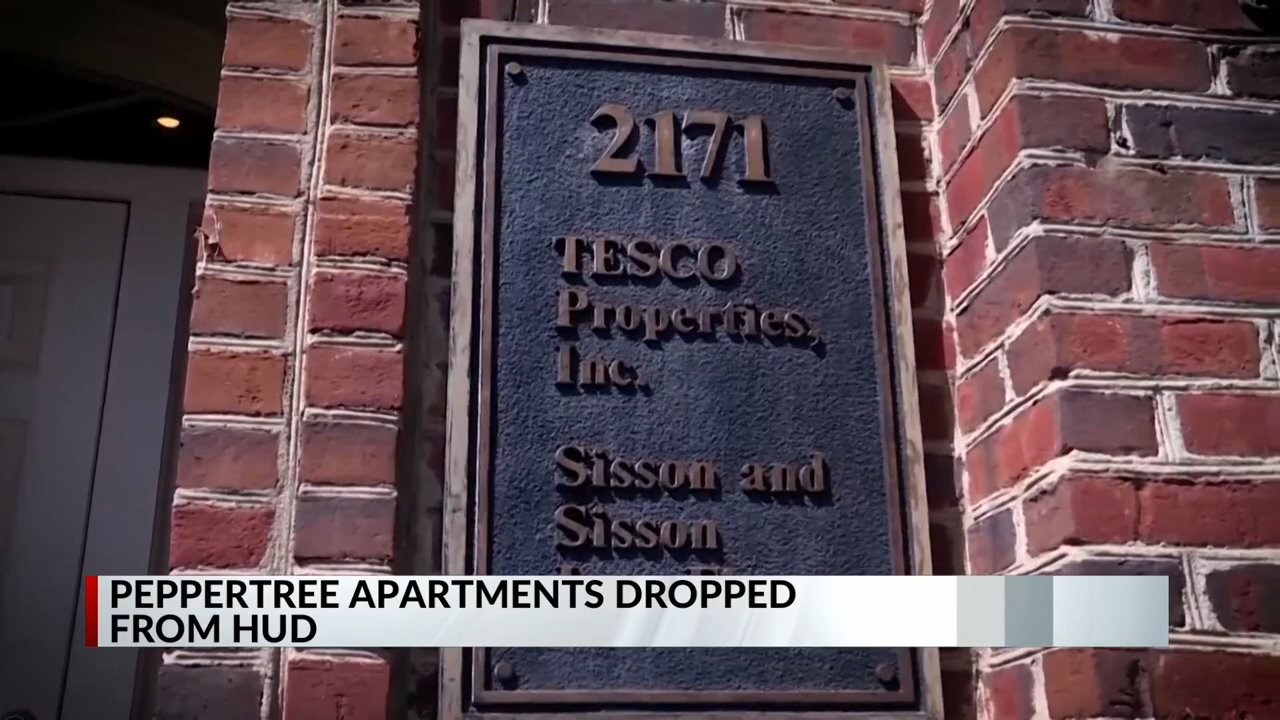 2171
TESCO
Properties,
Inc.
Sisson and
Sisson
PEPPERTREE APARTMENTS DROPPED
FROM HUD